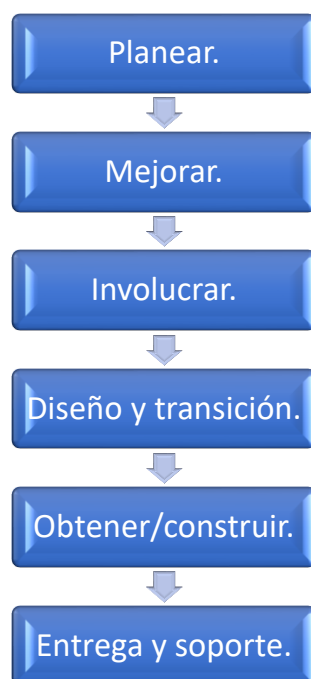 Planear.
Mejorar.
Involucrar.
Diseño y transición.
Obtener/construir.
Entrega y soporte.